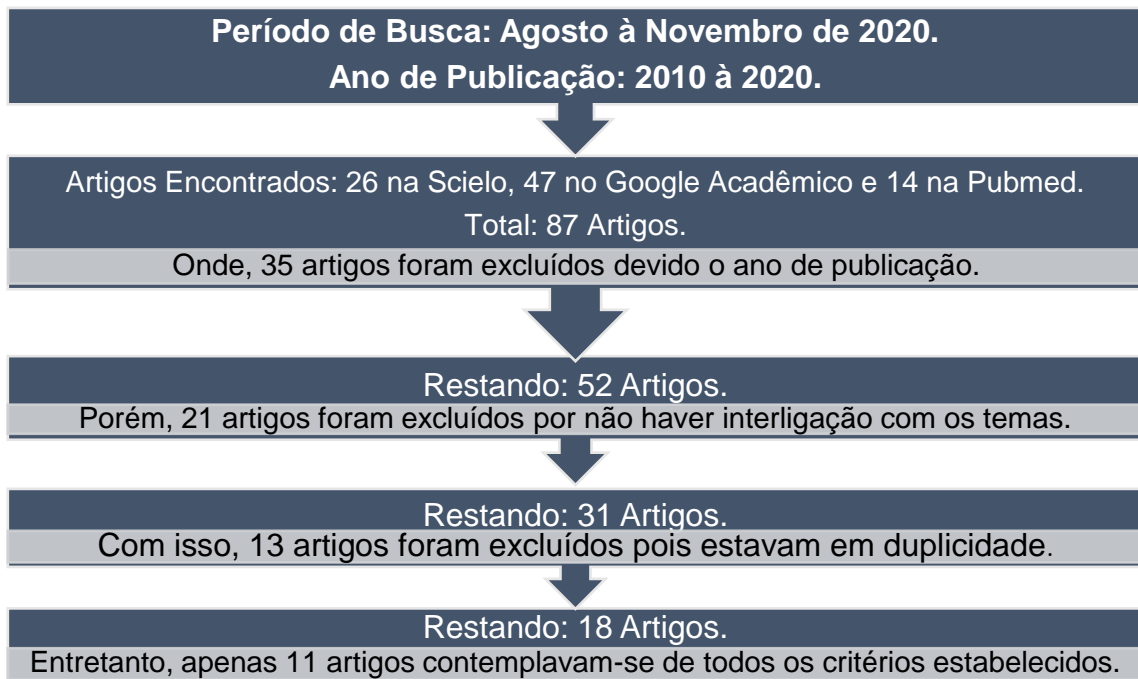 Período de Busca: Agosto à Novembro de 2020.
Ano de Publicação: 2010 à 2020.
Artigos Encontrados: 26 na Scielo, 47 no Google Acadêmico e 14 na Pubmed.
Total: 87 Artigos.
Onde, 35 artigos foram excluídos devido o ano de publicação.
Restando: 52 Artigos.
Porém, 21 artigos foram excluídos por não haver interligação com os temas.
Restando: 31 Artigos.
Com isso, 13 artigos foram excluídos pois estavam em duplicidade.
Restando: 18 Artigos.
Entretanto, apenas 11 artigos contemplavam-se de todos os critérios estabelecidos.